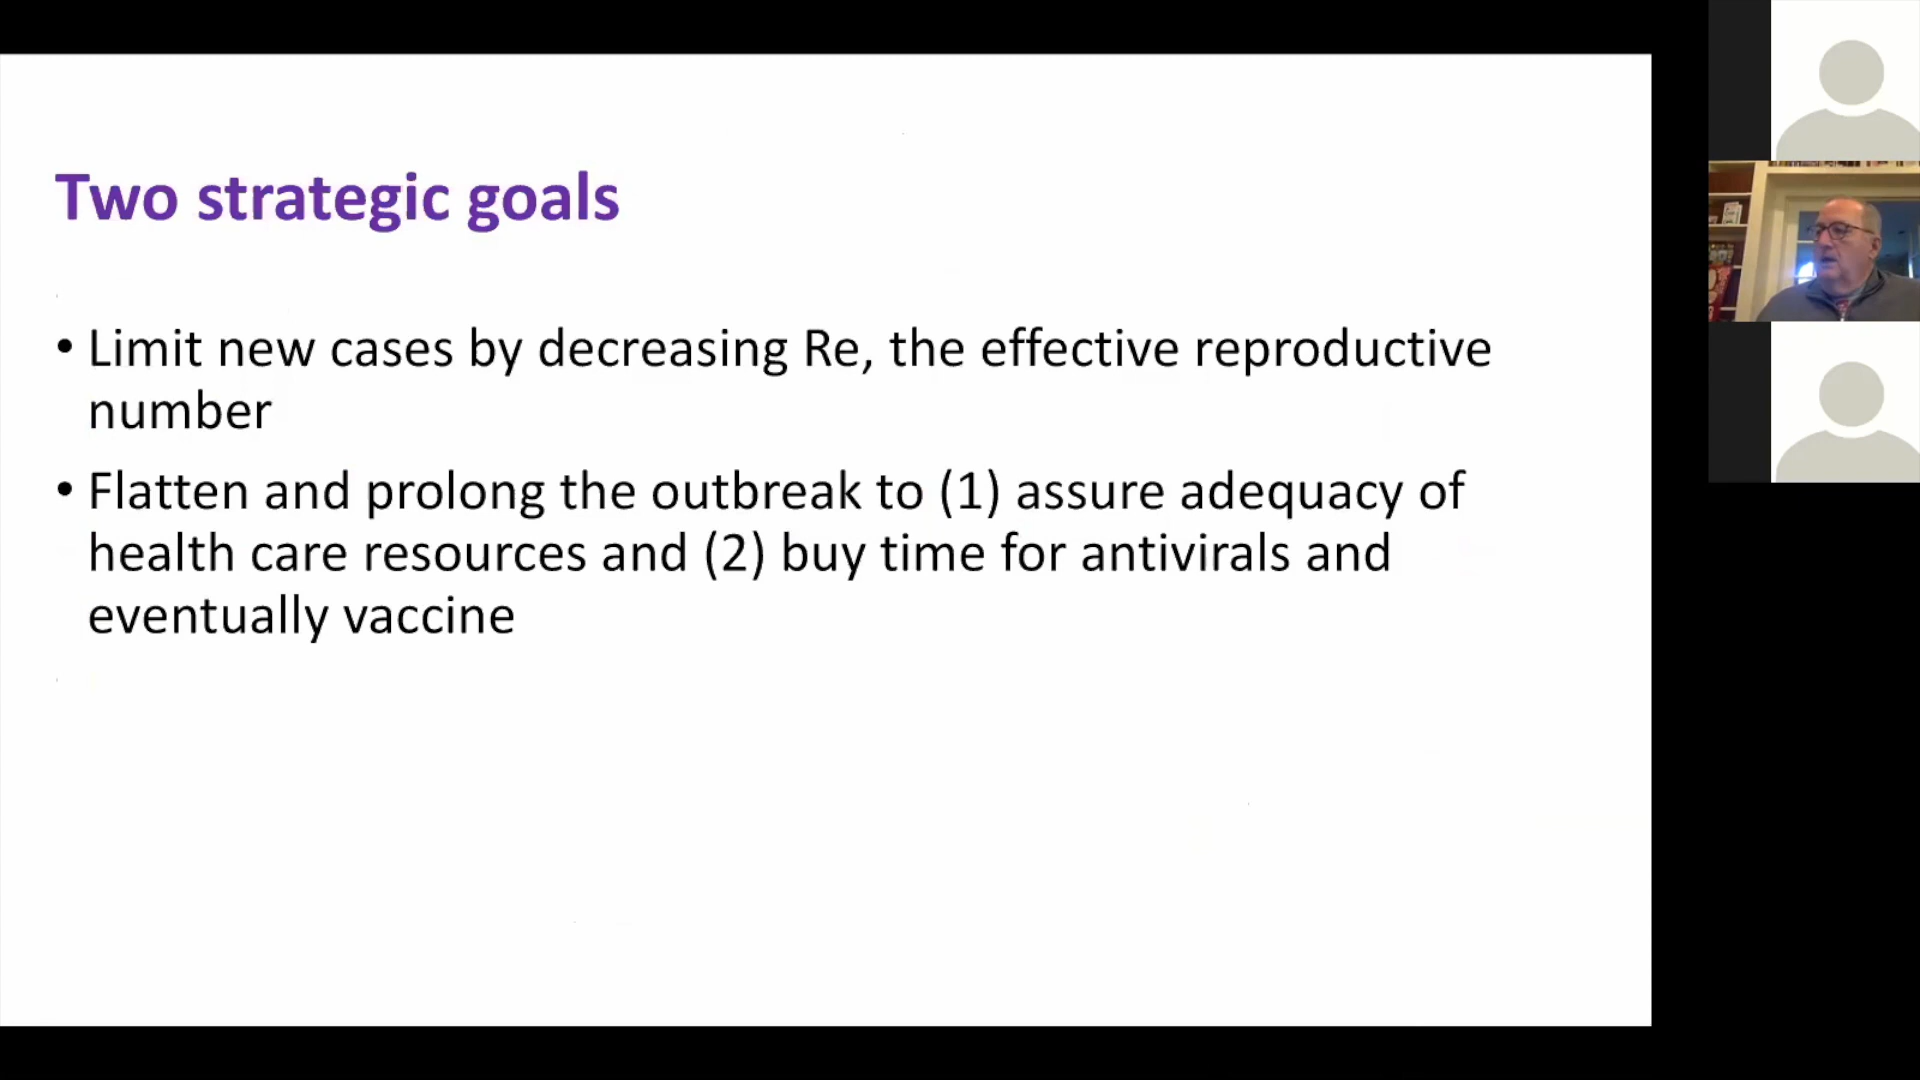 Two strategic goals
• Limit new cases by decreasing Re, the effective reproductive
number
• Flatten and prolong the outbreak to (1) assure adequacy of
health care resources and (2) buy time for antivirals and
eventually vaccine